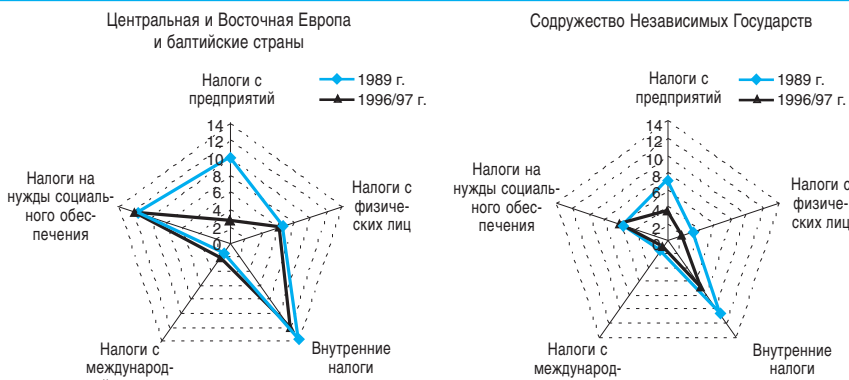 Центральная и Восточная Европа
и балтийские страны
Налоги с
предприятий
1989 г.
1996/97 г.
14
12
10
8
6
4
2
0
Налоги на
нужды социаль-
ного обес-
печения
Налоги с
физичес-
ких лиц
Налоги с
международ-
Внутренние
налоги
Содружество Независимых Государств
Налоги с
предприятий
1989 г.
1996/97 г.
14
12
10
8
6
4
2
0
Налоги на
нужды социаль-
ного обес-
печения
Налоги с
физиче-
ских лиц
Налоги с
международ-
Внутренние
налоги